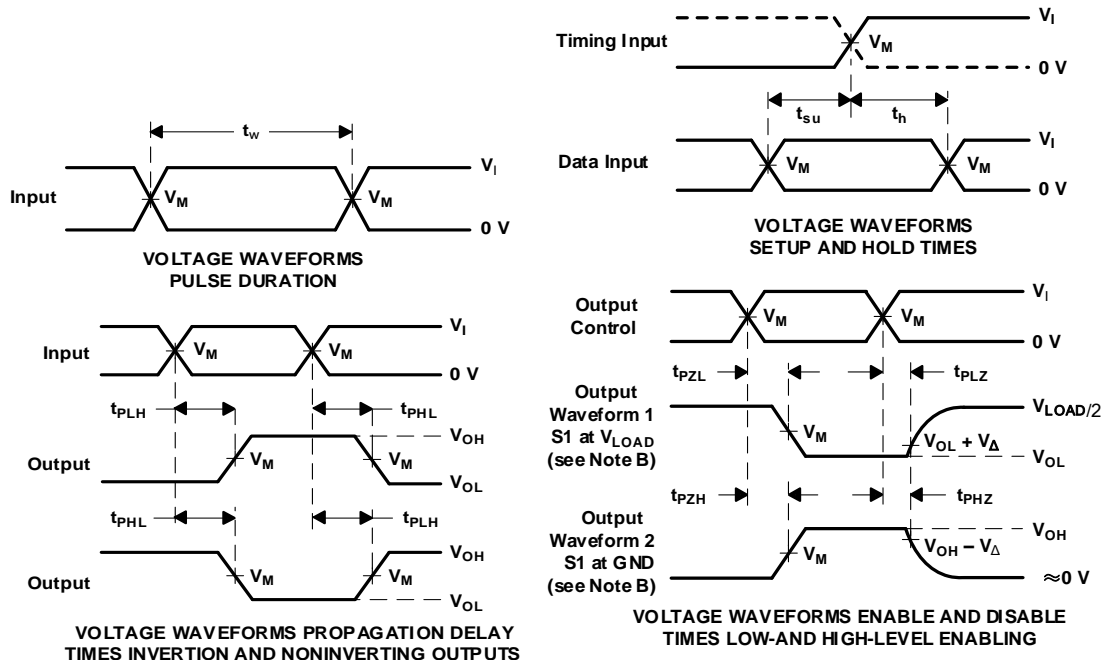 t_w
V_I
Input
V_M
V_M
0 V
VOLTAGE WAVEFORMS
PULSE DURATION
V_I
Timing Input
V_M
0 V
t_su
t_h
V_I
Data Input
V_M
V_M
0 V
VOLTAGE WAVEFORMS
SETUP AND HOLD TIMES
V_I
Input
V_M
V_M
0 V
t_PLH
t_PHL
V_OH
Output
V_M
V_M
V_OL
t_PHL
t_PLH
V_OH
Output
V_M
V_M
V_OL
VOLTAGE WAVEFORMS PROPAGATION DELAY
TIMES INVERTION AND NONINVERTING OUTPUTS
V_I
Output
Control
V_M
V_M
0 V
t_PZL
t_PLZ
Output
Waveform 1
S1 at V_LOAD
(see Note B)
V_LOAD/2
V_M
V_OL + V_Δ
V_OL
t_PZH
t_PHZ
Output
Waveform 2
S1 at GND
(see Note B)
V_OH
V_M
V_OH − V_Δ
≈0 V
VOLTAGE WAVEFORMS ENABLE AND DISABLE
TIMES LOW-AND HIGH-LEVEL ENABLING